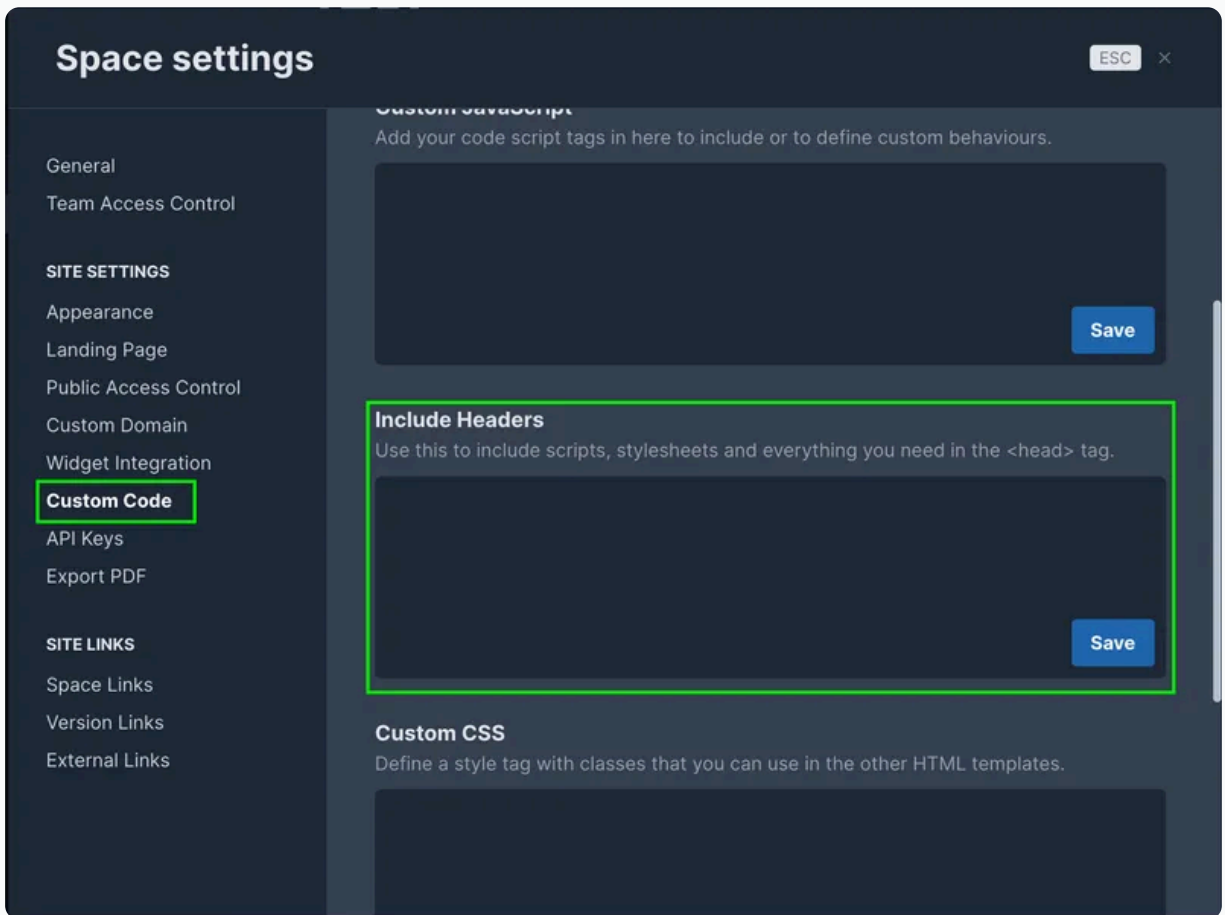 Space settings
ESC ×
General
Team Access Control
SITE SETTINGS
Appearance
Landing Page
Public Access Control
Custom Domain
Widget Integration
Custom Code
API Keys
Export PDF
SITE LINKS
Space Links
Version Links
External Links
Custom JavaScript
Add your code script tags in here to include or to define custom behaviours.
Save
Include Headers
Use this to include scripts, stylesheets and everything you need in the <head> tag.
Save
Custom CSS
Define a style tag with classes that you can use in the other HTML templates.